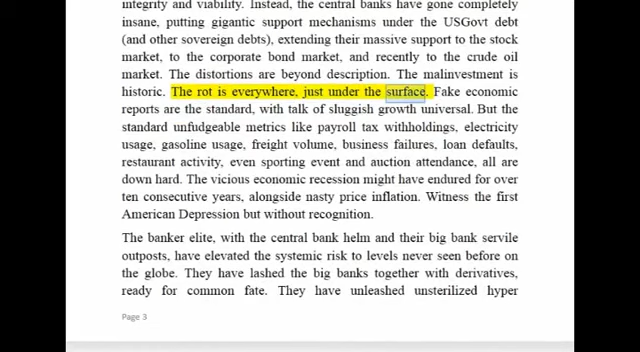 integrity and viability. Instead, the central banks have gone completely
insane, putting gigantic support mechanisms under the USGovt debt
(and other sovereign debts), extending their massive support to the stock
market, to the corporate bond market, and recently to the crude oil
market. The distortions are beyond description. The malinvestment is
historic. The rot is everywhere, just under the surface. Fake economic
reports are the standard, with talk of sluggish growth universal. But the
standard unfudgeable metrics like payroll tax withholdings, electricity
usage, gasoline usage, freight volume, business failures, loan defaults,
restaurant activity, even sporting event and auction attendance, all are
down hard. The vicious economic recession might have endured for over
ten consecutive years, alongside nasty price inflation. Witness the first
American Depression but without recognition.
The banker elite, with the central bank helm and their big bank servile
outposts, have elevated the systemic risk to levels never seen before on
the globe. They have lashed the big banks together with derivatives,
ready for common fate. They have unleashed unsterilized hyper
Page 3